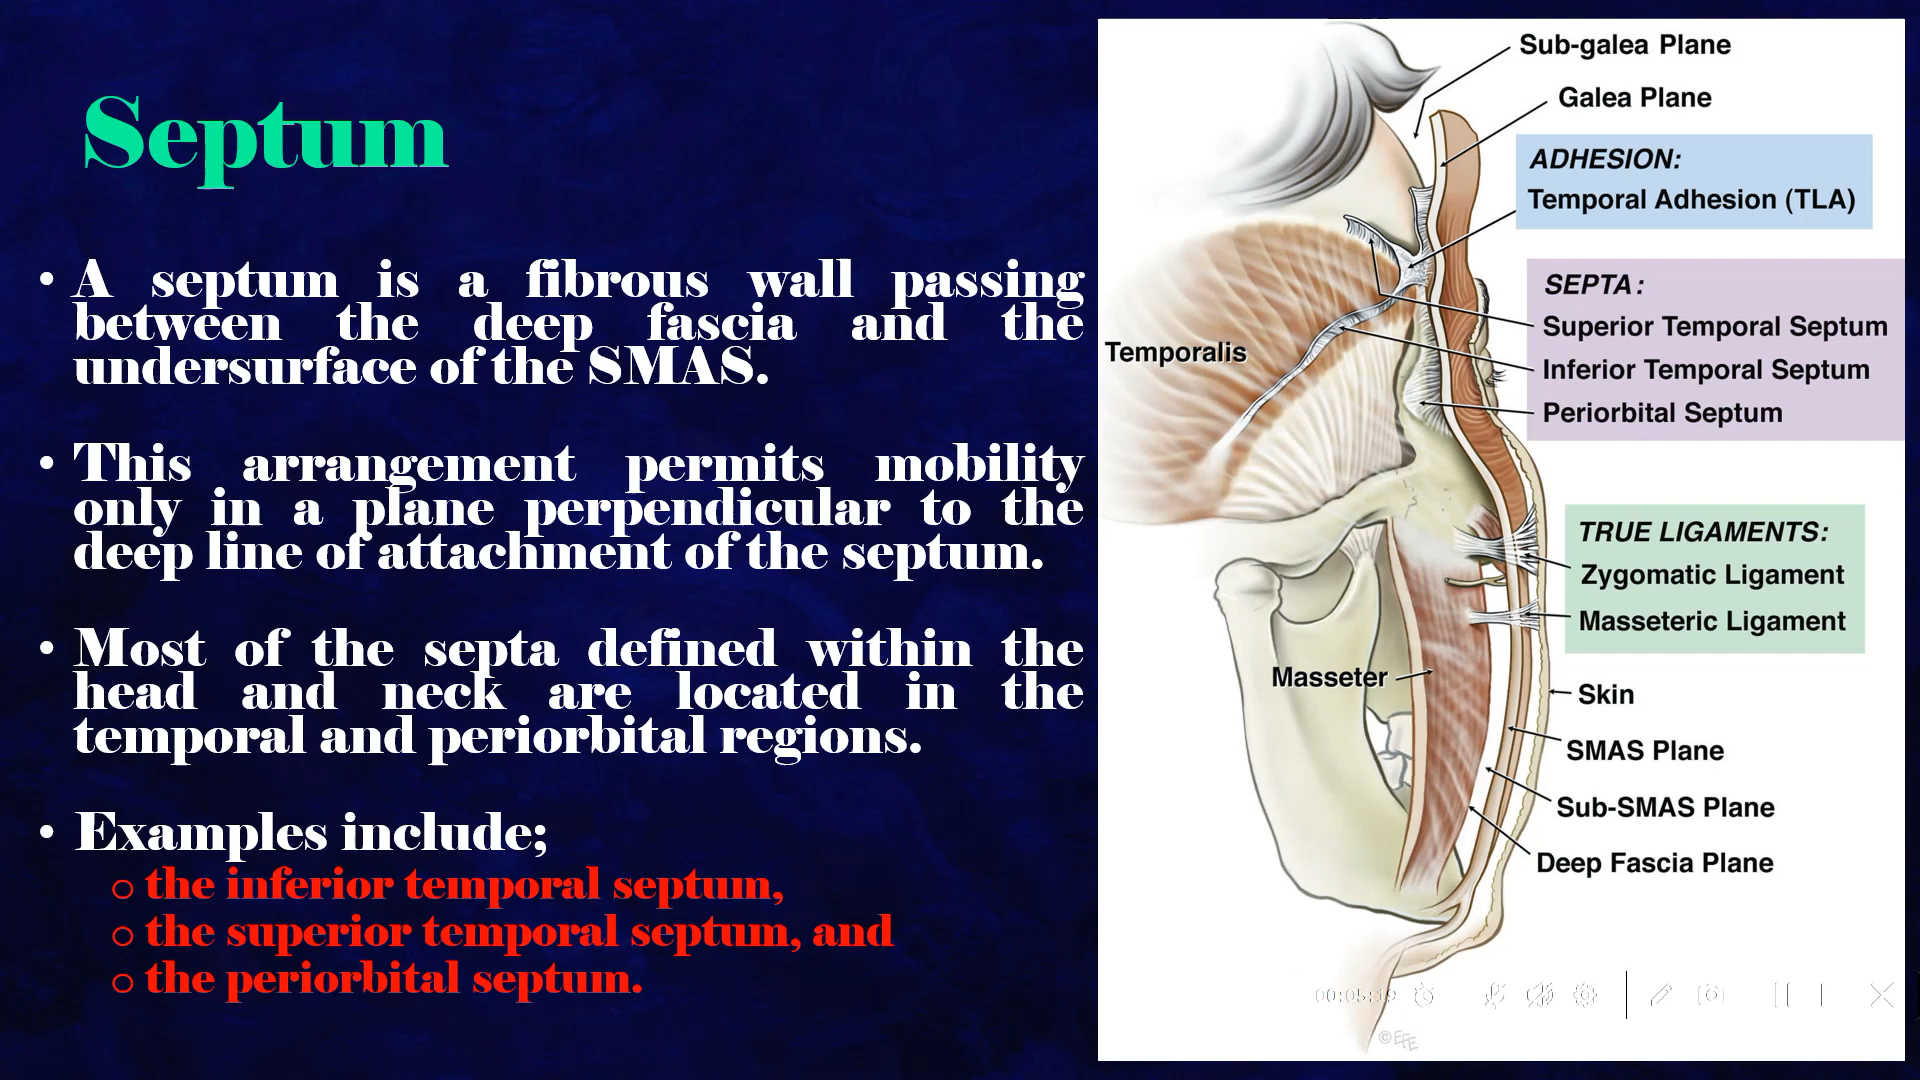 Septum
• A septum is a fibrous wall passing
between the deep fascia and the
undersurface of the SMAS.
• This arrangement permits mobility
only in a plane perpendicular to the
deep line of attachment of the septum.
• Most of the septa defined within the
head and neck are located in the
temporal and periorbital regions.
• Examples include;
o the inferior temporal septum,
o the superior temporal septum, and
o the periorbital septum.
Sub-galea Plane
Galea Plane
ADHESION:
Temporal Adhesion (TLA)
SEPTA:
Superior Temporal Septum
Inferior Temporal Septum
Periorbital Septum
Temporalis
TRUE LIGAMENTS:
Zygomatic Ligament
Masseteric Ligament
Masseter
Skin
SMAS Plane
Sub-SMAS Plane
Deep Fascia Plane
00:05:19
©EFE